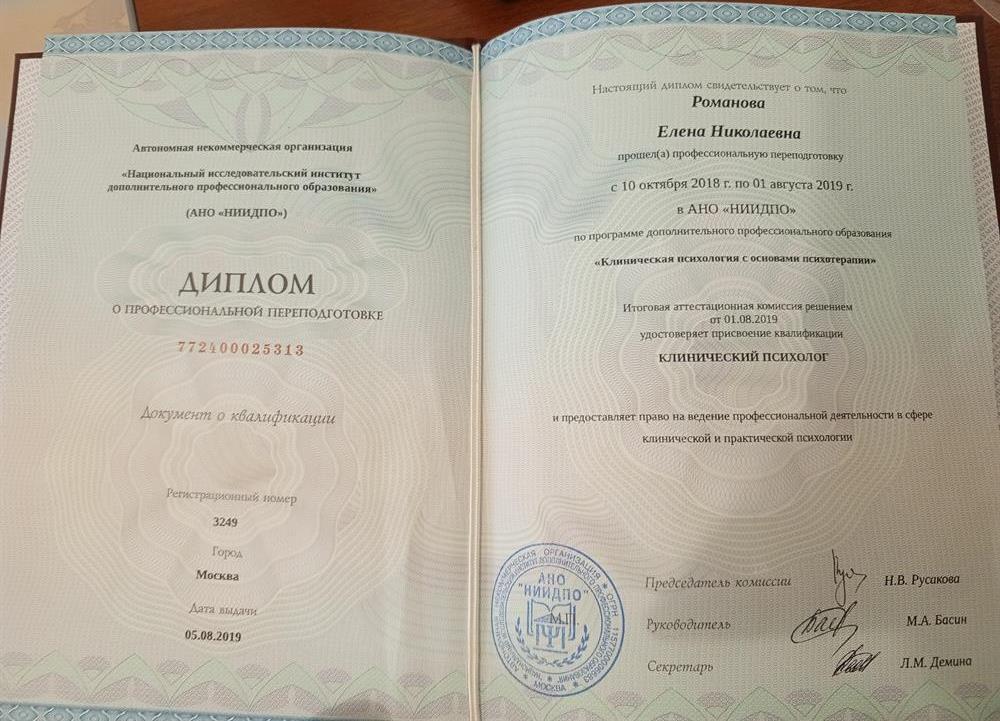 Автономная некоммерческая организация
«Национальный исследовательский институт
дополнительного профессионального образования»
(АНО «НИИДПО»)
ДИПЛОМ
О ПРОФЕССИОНАЛЬНОЙ ПЕРЕПОДГОТОВКЕ
772400025313
Документ о квалификации
Регистрационный номер
3249
Город
Москва
Дата выдачи
05.08.2019
Настоящий диплом свидетельствует о том, что
Романова
Елена Николаевна
прошел(а) профессиональную переподготовку
с 10 октября 2018 г. по 01 августа 2019 г.
в АНО «НИИДПО»
по программе дополнительного профессионального образования
«Клиническая психология с основами психотерапии»
Итоговая аттестационная комиссия решением
от 01.08.2019
удостоверяет присвоение квалификации
КЛИНИЧЕСКИЙ ПСИХОЛОГ
и предоставляет право на ведение профессиональной деятельности в сфере
клинической и практической психологии
Председатель комиссии Н.В. Русакова
Руководитель М.А. Басин
Секретарь Л.М. Демина
АНО
"НИИДПО"
М.П.
МОСКВА